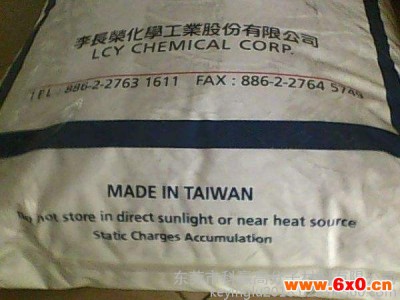 李長榮化學工業股份有限公司
LCY CHEMICAL CORP.
TEL : 886-2-2763 1611 FAX : 886-2-2764 5749
MADE IN TAIWAN
Do not store in direct sunlight or near heat source
Static Charges Accumulation
www.6x0.cn